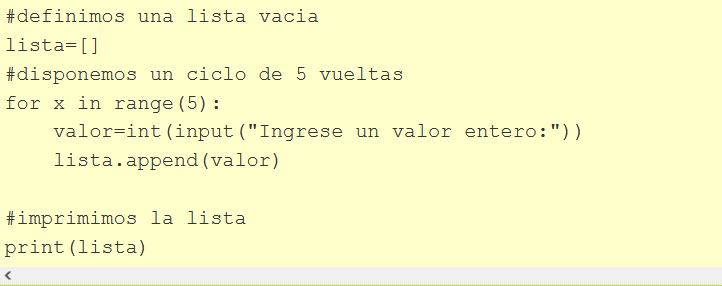 #definimos una lista vacia
lista=[]
#disponemos un ciclo de 5 vueltas
for x in range(5):
    valor=int(input("Ingrese un valor entero:"))
    lista.append(valor)

#imprimimos la lista
print(lista)